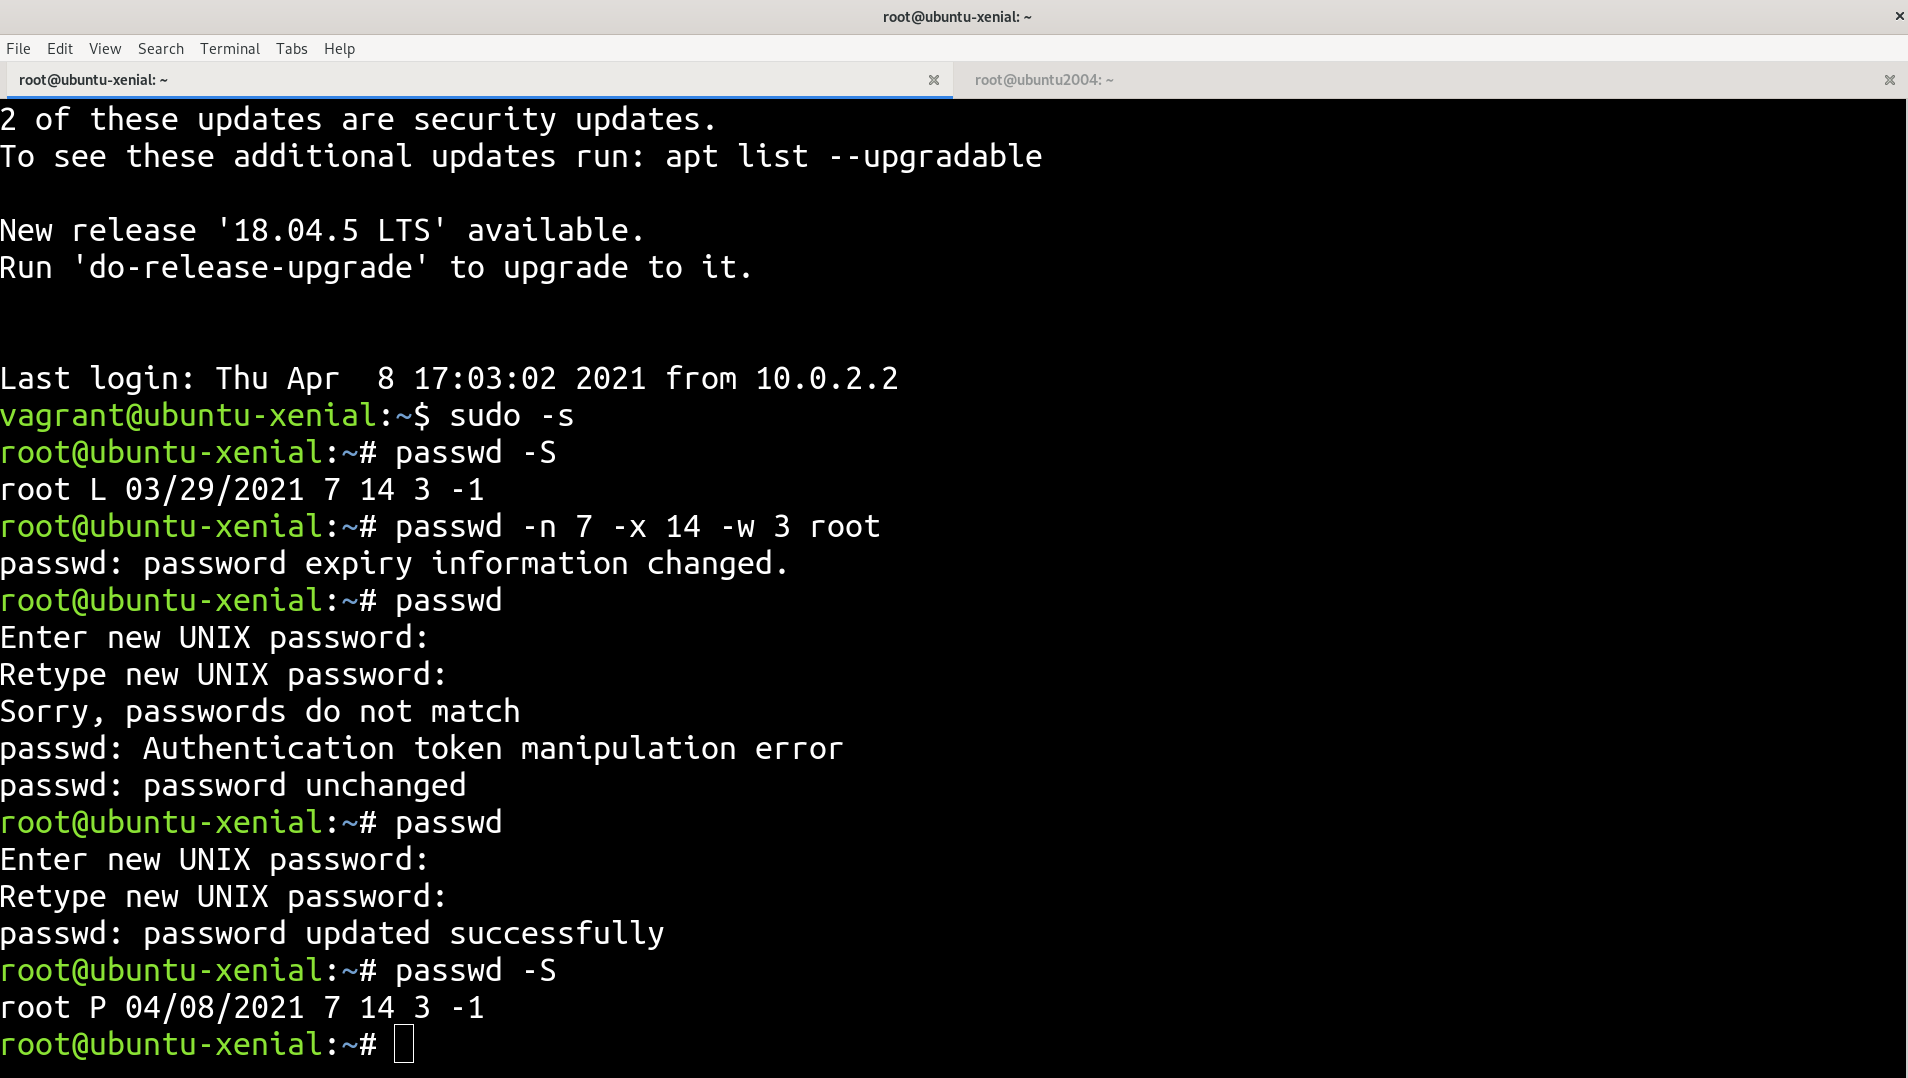 root@ubuntu-xenial: ~
File Edit View Search Terminal Tabs Help
root@ubuntu-xenial: ~
root@ubuntu2004: ~
2 of these updates are security updates.
To see these additional updates run: apt list --upgradable
New release '18.04.5 LTS' available.
Run 'do-release-upgrade' to upgrade to it.
Last login: Thu Apr  8 17:03:02 2021 from 10.0.2.2
vagrant@ubuntu-xenial:~$ sudo -s
root@ubuntu-xenial:~# passwd -S
root L 03/29/2021 7 14 3 -1
root@ubuntu-xenial:~# passwd -n 7 -x 14 -w 3 root
passwd: password expiry information changed.
root@ubuntu-xenial:~# passwd
Enter new UNIX password:
Retype new UNIX password:
Sorry, passwords do not match
passwd: Authentication token manipulation error
passwd: password unchanged
root@ubuntu-xenial:~# passwd
Enter new UNIX password:
Retype new UNIX password:
passwd: password updated successfully
root@ubuntu-xenial:~# passwd -S
root P 04/08/2021 7 14 3 -1
root@ubuntu-xenial:~#